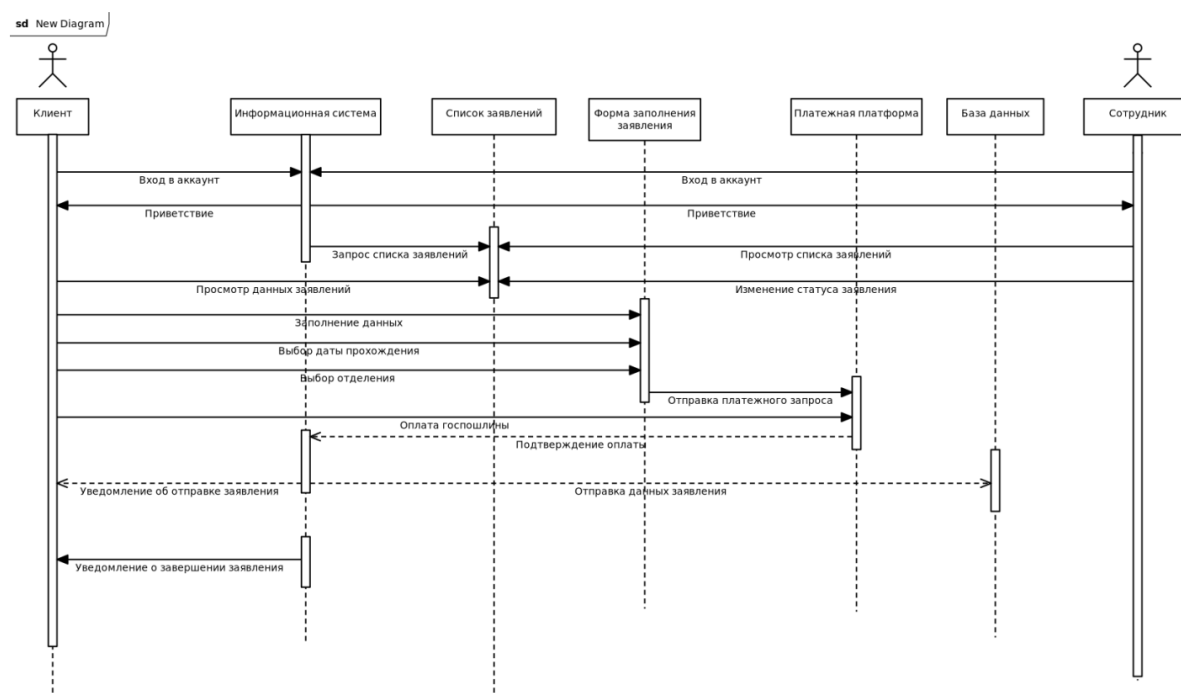 sd New Diagram
Клиент
Информационная система
Список заявлений
Форма заполнения
заявления
Платежная платформа
База данных
Сотрудник
Вход в аккаунт
Вход в аккаунт
Приветствие
Приветствие
Запрос списка заявлений
Просмотр списка заявлений
Просмотр данных заявлений
Изменение статуса заявления
Заполнение данных
Выбор даты прохождения
Выбор отделения
Отправка платежного запроса
Оплата госпошлины
Подтверждение оплаты
Уведомление об отправке заявления
Отправка данных заявления
Уведомление о завершении заявления